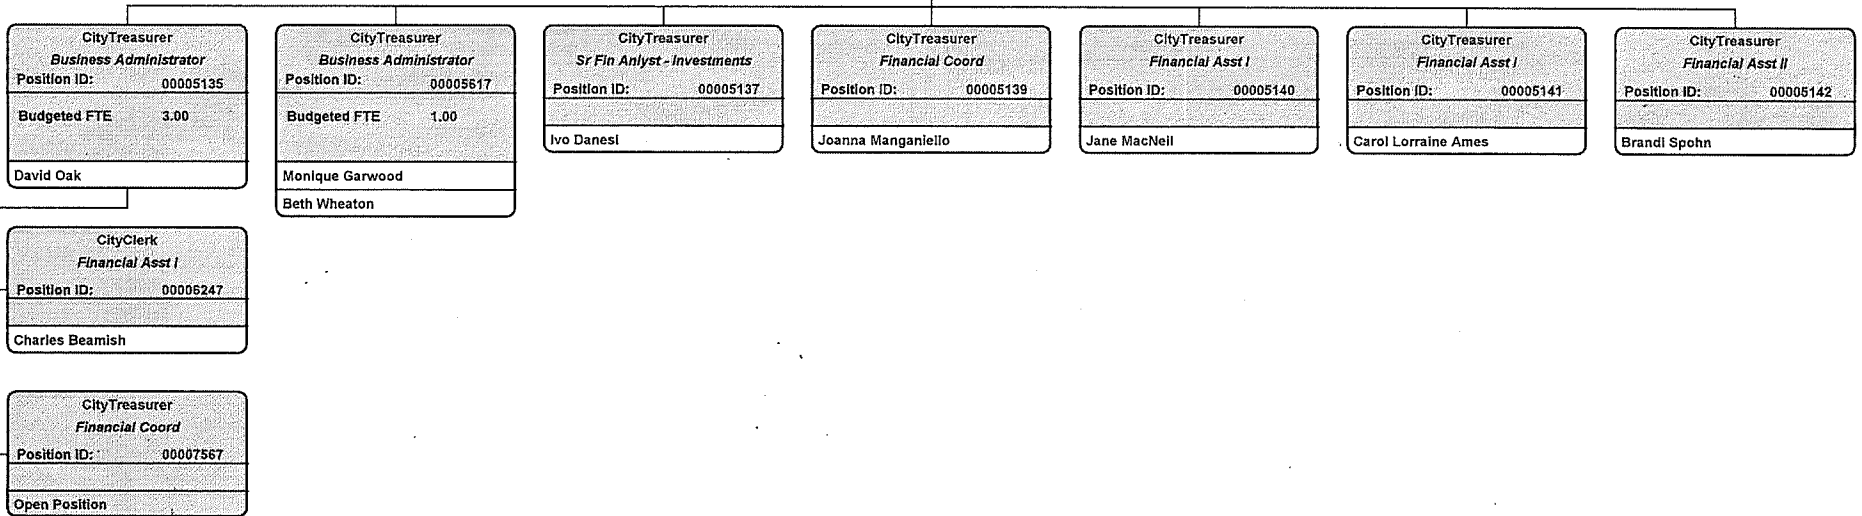 CityTreasurer
Business Administrator
Position ID: 00005135
Budgeted FTE 3.00
David Oak
CityTreasurer
Business Administrator
Position ID: 00005617
Budgeted FTE 1.00
Monique Garwood
Beth Wheaton
CityTreasurer
Sr Fin Anlyst - Investments
Position ID: 00005137
Ivo Danesi
CityTreasurer
Financial Coord
Position ID: 00005139
Joanna Manganiello
CityTreasurer
Financial Asst I
Position ID: 00005140
Jane MacNeil
CityTreasurer
Financial Asst I
Position ID: 00005141
Carol Lorraine Ames
CityTreasurer
Financial Asst II
Position ID: 00005142
Brandi Spohn
CityClerk
Financial Asst I
Position ID: 00006247
Charles Beamish
CityTreasurer
Financial Coord
Position ID: 00007567
Open Position